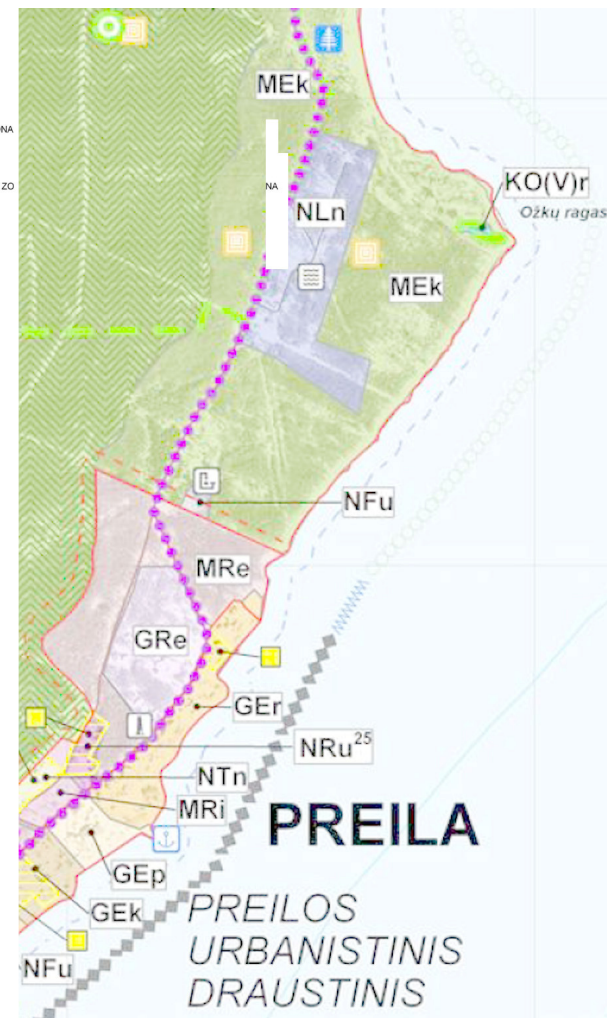 MEk
ONA
ZO
NA
KO(V)r
NLn
Ožkų ragas
MEk
NFu
MRe
GRe
GEr
NRu25
NTn
MRi
PREILA
GEp
GEk
PREILOS
URBANISTINIS
DRAUSTINIS
NFu